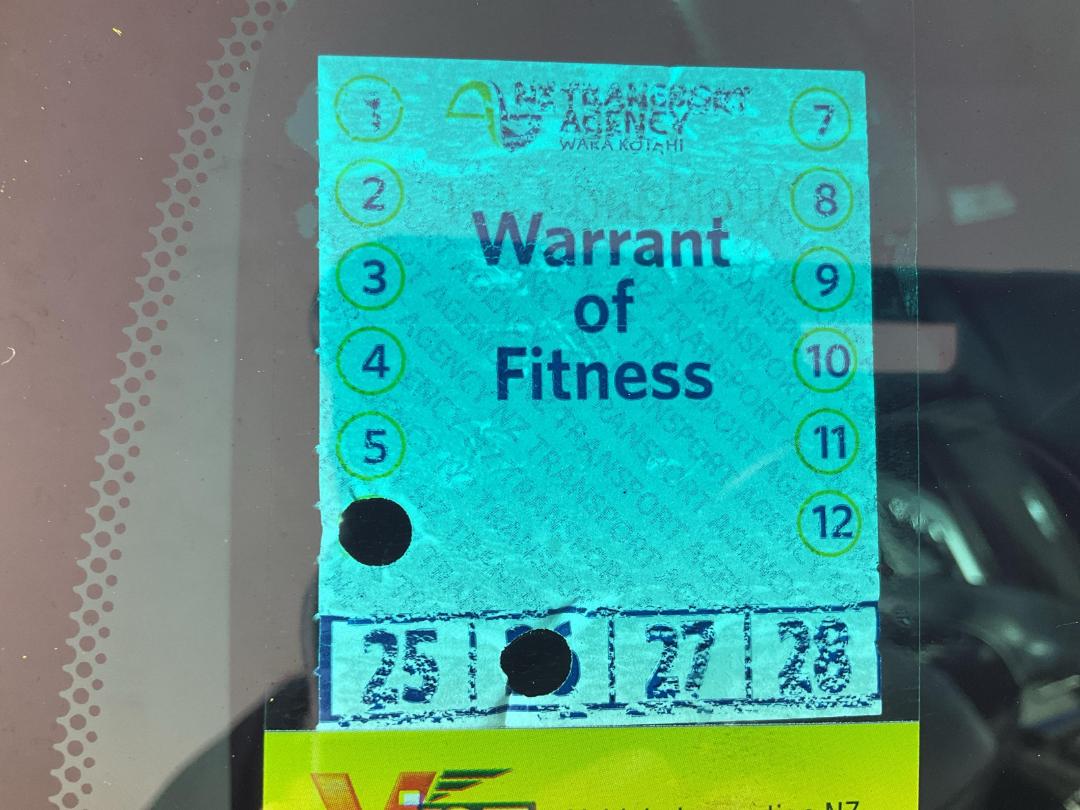 NZ TRANSPORT
AGENCY
WAKA KOTAHI
Warrant
of
Fitness
1
2
3
4
5
7
8
9
10
11
12
25 27 28
NZ